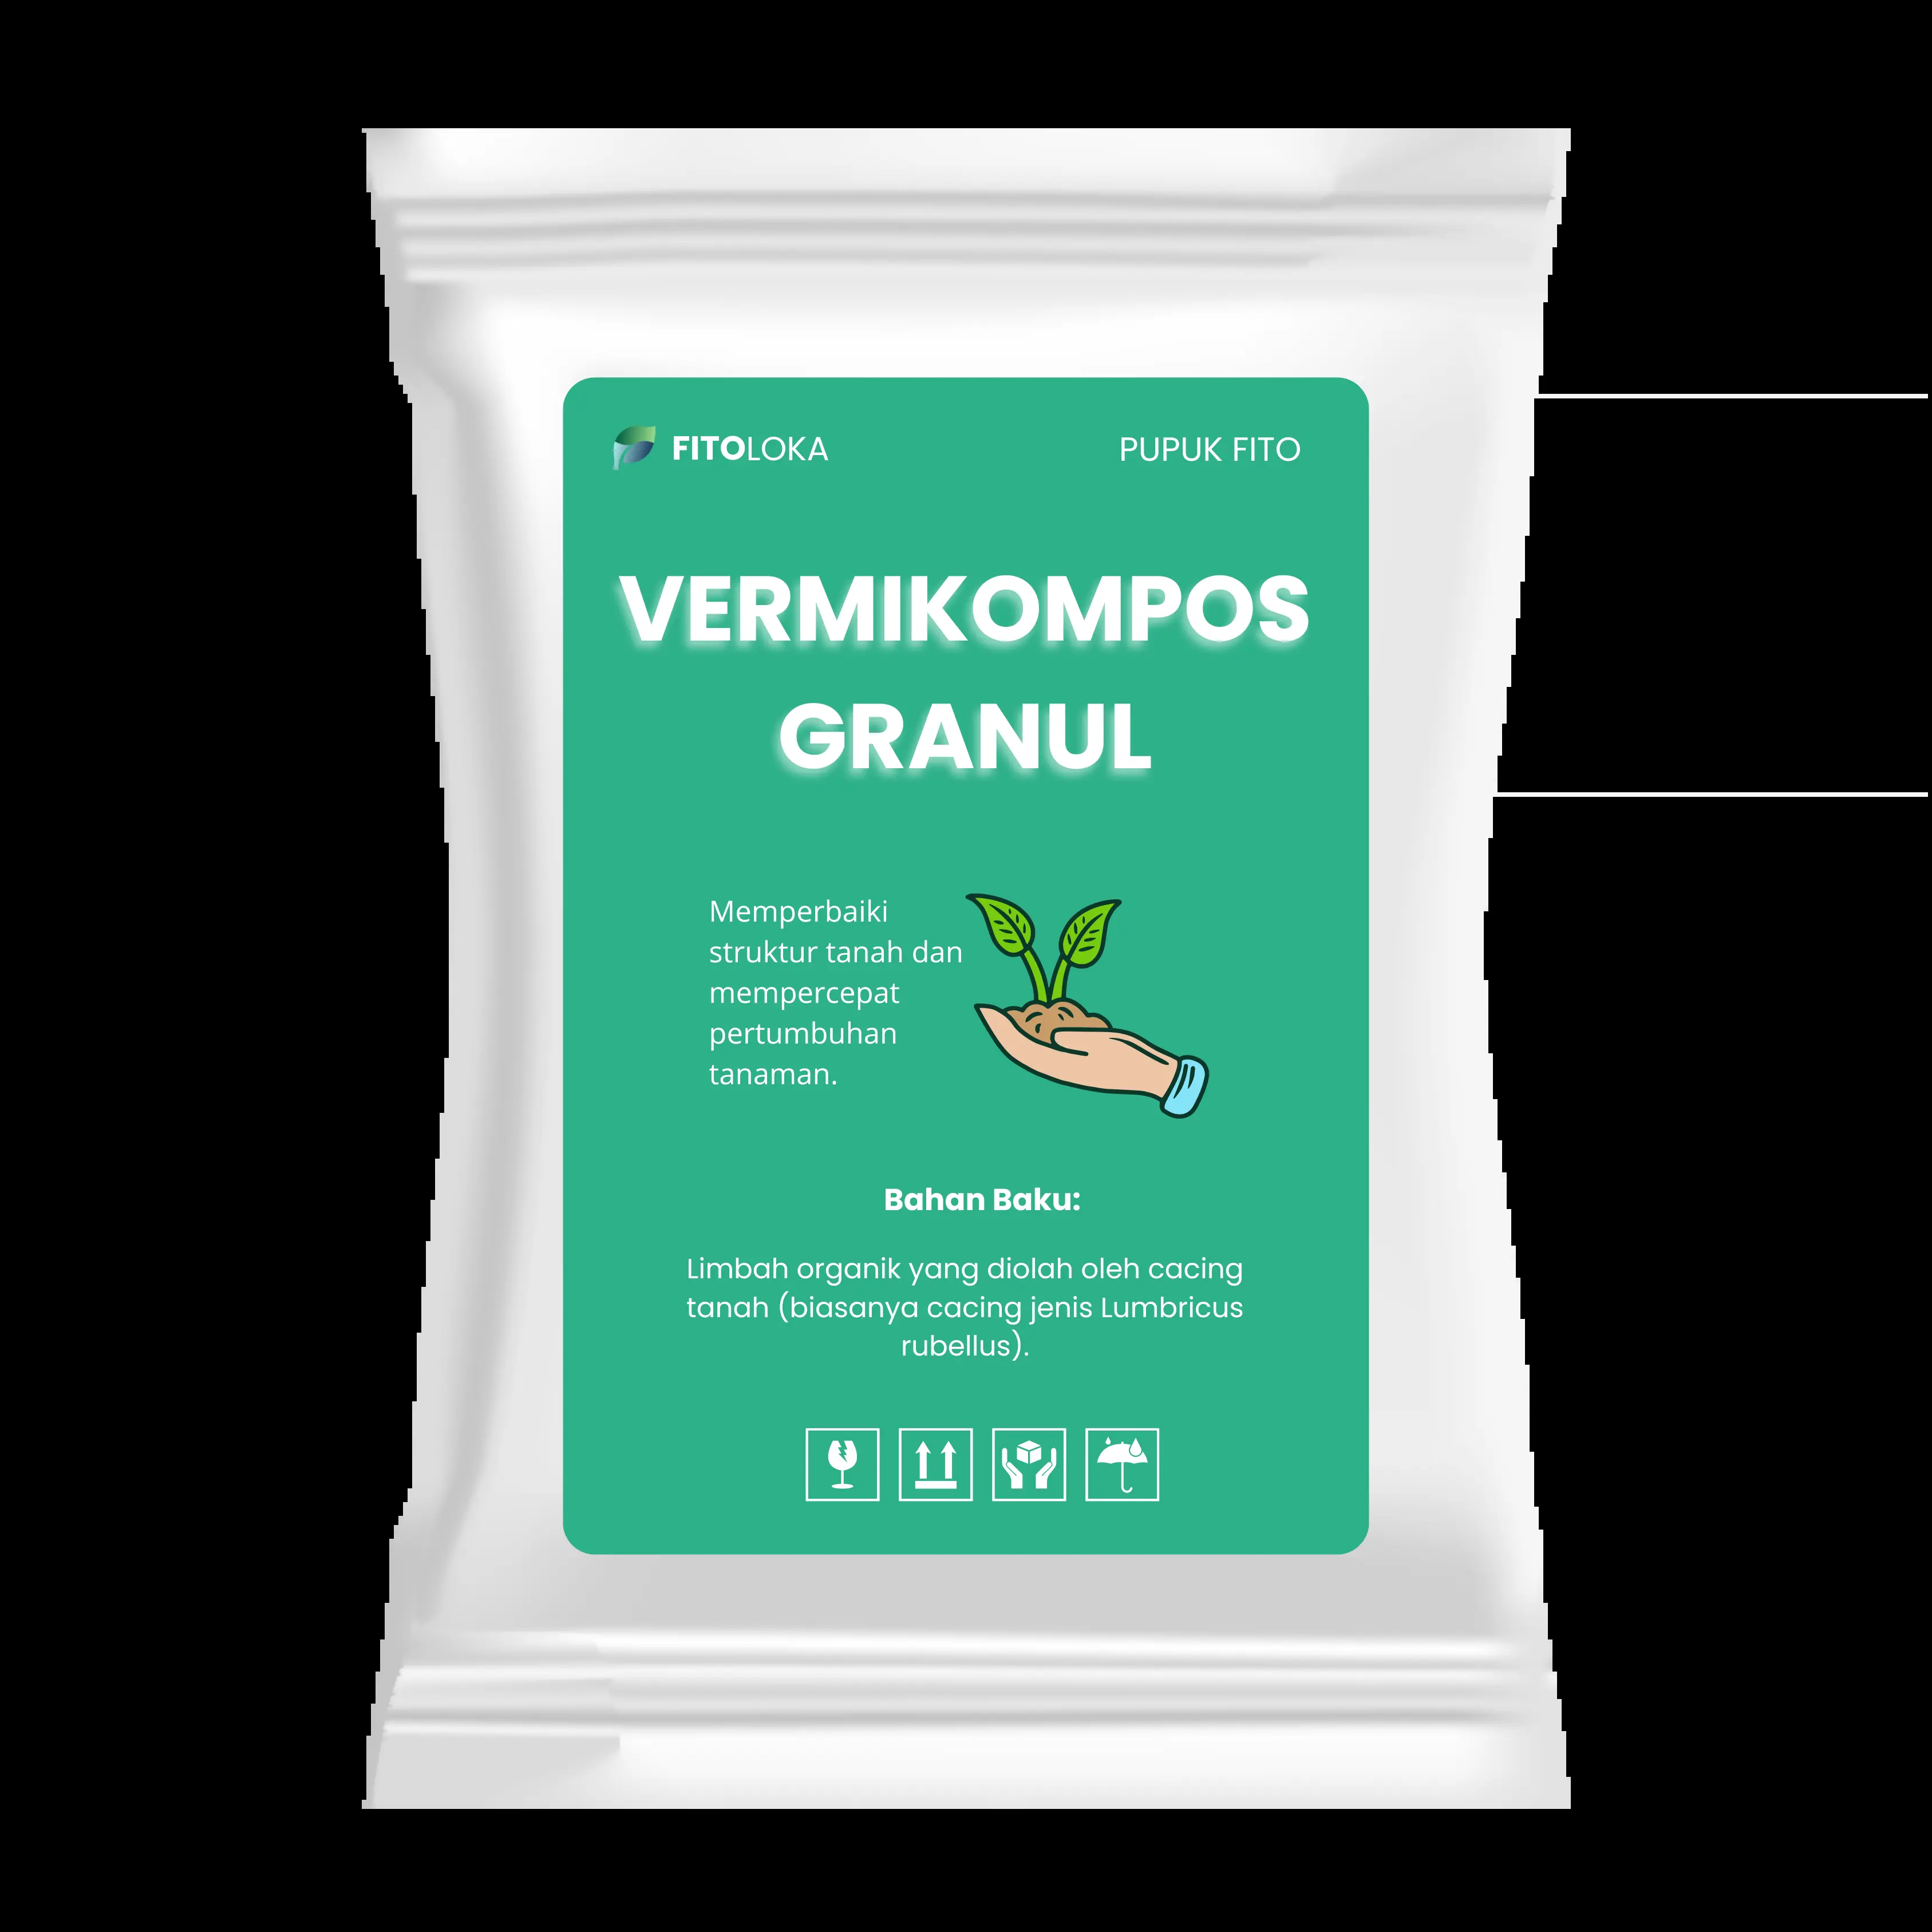 FITOLOKA
PUPUK FITO
VERMIKOMPOS
GRANUL
Memperbaiki
struktur tanah dan
mempercepat
pertumbuhan
tanaman.
Bahan Baku:
Limbah organik yang diolah oleh cacing
tanah (biasanya cacing jenis Lumbricus
rubellus).